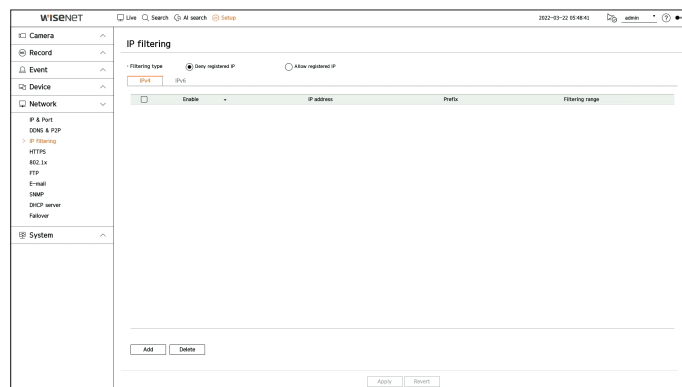 WISENET Live Search AI search Setup 2022-03-22 05:48:41 admin ?
Camera
Record
Event
Device
Network
IP & Port
DDNS & P2P
> IP filtering
HTTPS
802.1x
FTP
E-mail
SNMP
DHCP server
Failover
System
IP filtering
· Filtering type Deny registered IP Allow registered IP
IPv4 IPv6
Enable IP address Prefix Filtering range
Add Delete
Apply Revert